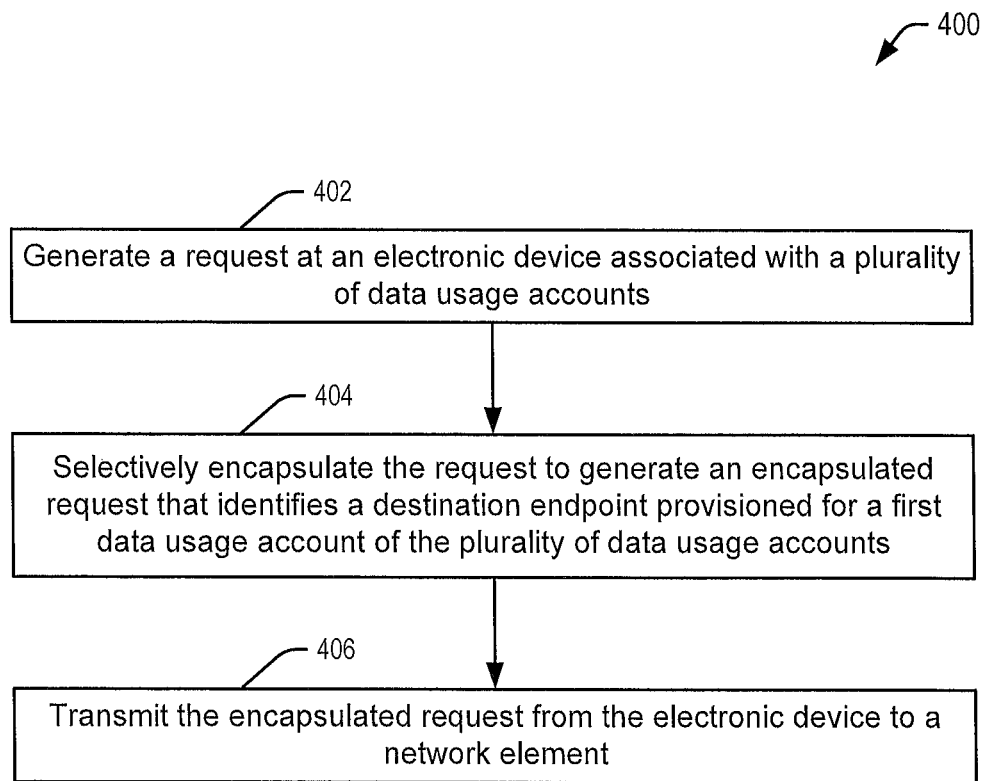 400
402
Generate a request at an electronic device associated with a plurality
of data usage accounts
404
Selectively encapsulate the request to generate an encapsulated
request that identifies a destination endpoint provisioned for a first
data usage account of the plurality of data usage accounts
406
Transmit the encapsulated request from the electronic device to a
network element